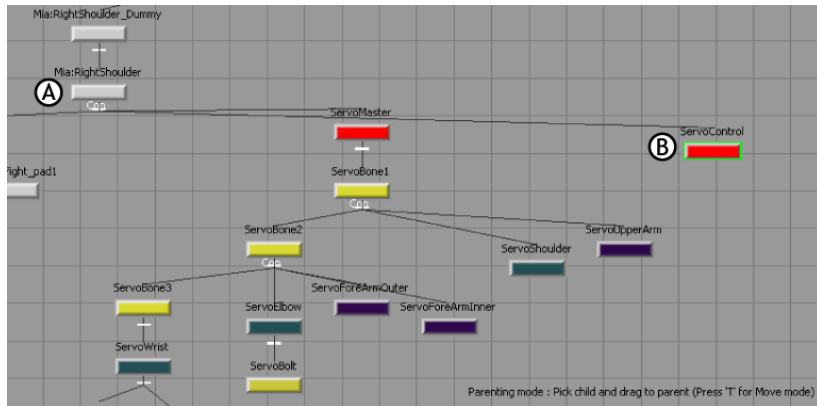 Mia:RightShoulder_Dummy
Mia:RightShoulder
A
ServoMaster
ServoControl
B
ServoBone1
ServoBone2
ServoShoulder
ServoUpperArm
ServoBone3
ServoElbow
ServoForeArmOuter
ServoForeArmInner
ServoWrist
ServoBolt
Parenting mode : Pick child and drag to parent (Press 'T' for Move mode)